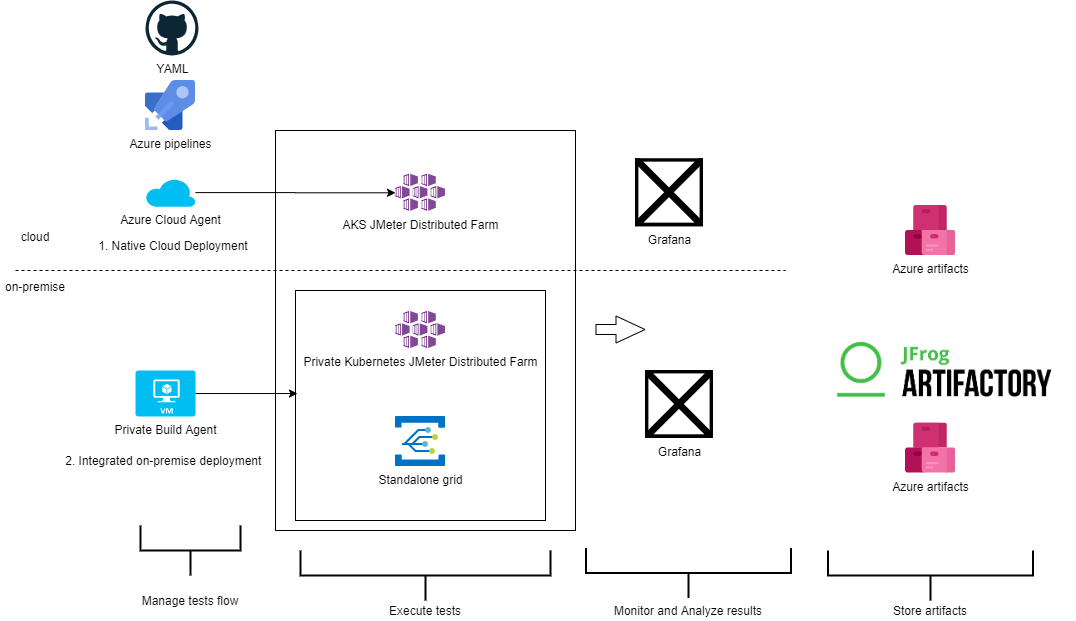 YAML
Azure pipelines
Azure Cloud Agent
1. Native Cloud Deployment
cloud
on-premise
AKS JMeter Distributed Farm
Grafana
Azure artifacts
Private Kubernetes JMeter Distributed Farm
VM
Private Build Agent
2. Integrated on-premise deployment
Standalone grid
Grafana
JFrog
ARTIFACTORY
Azure artifacts
Manage tests flow
Execute tests
Monitor and Analyze results
Store artifacts